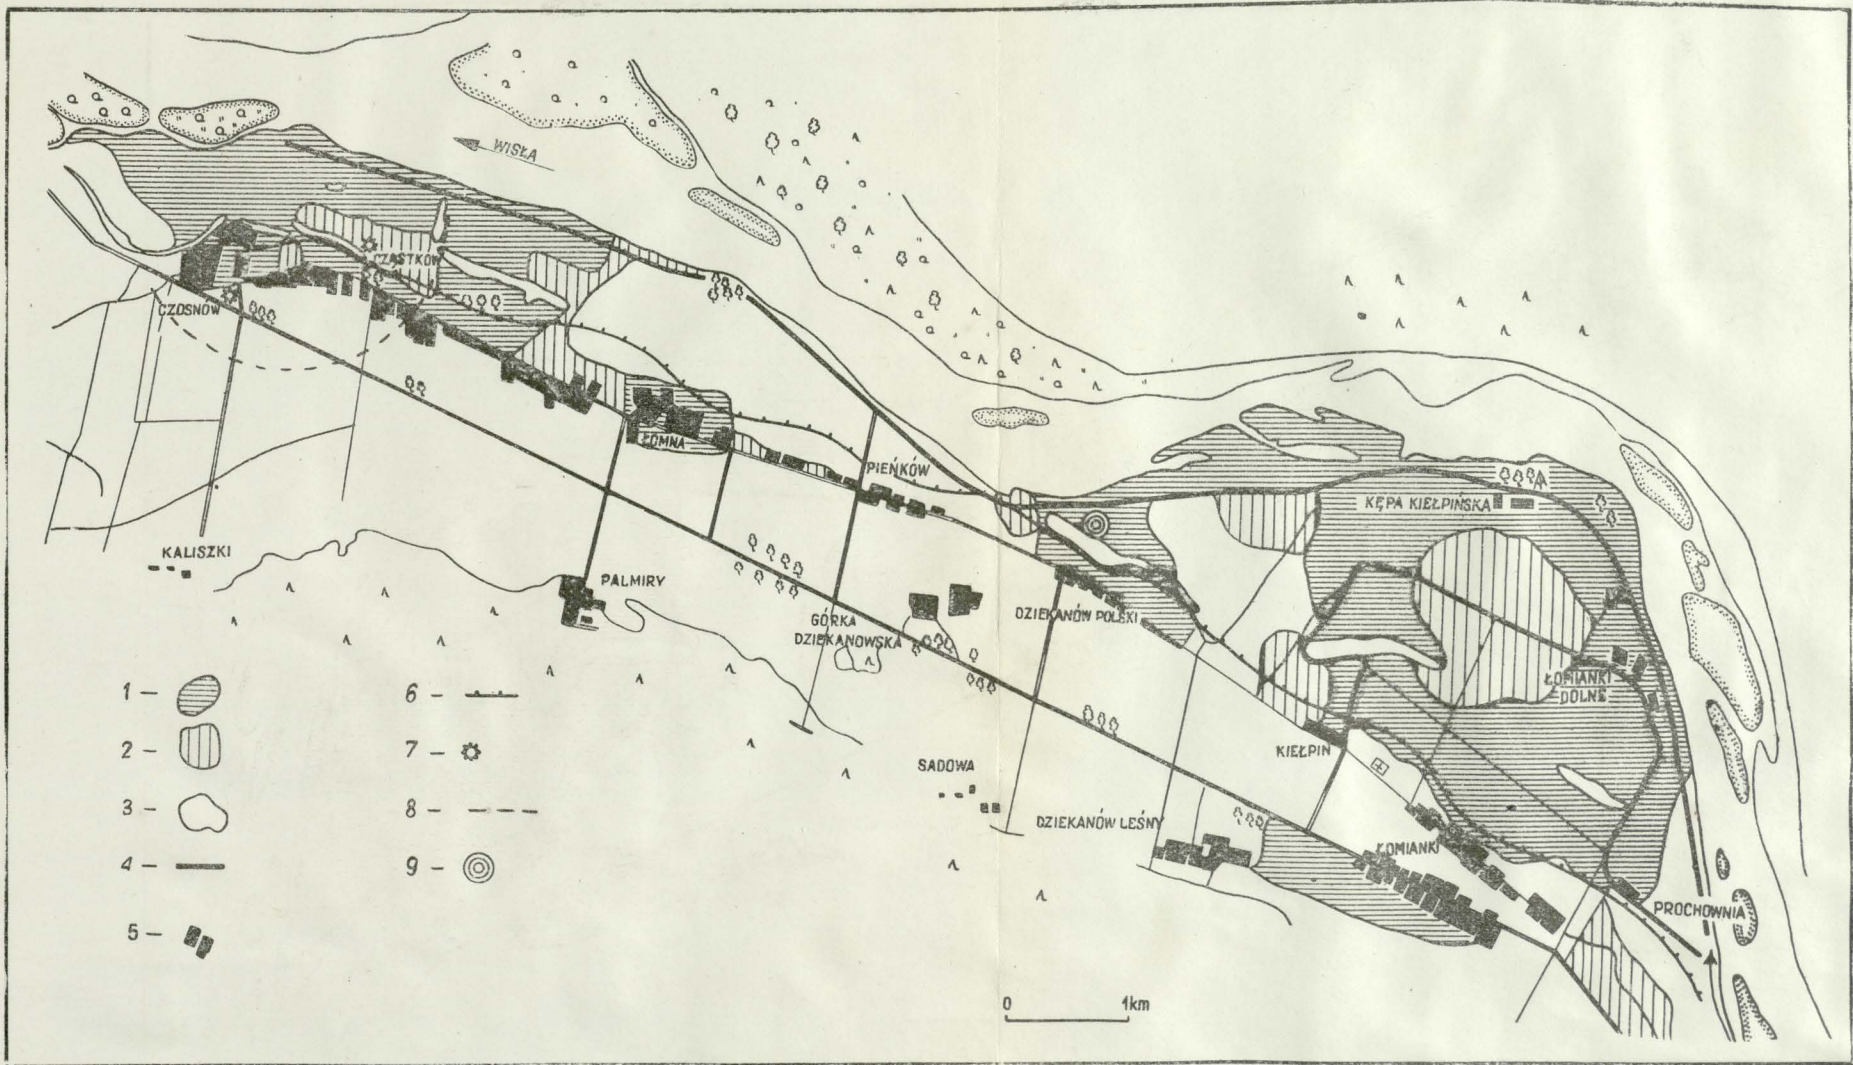 WISŁA
CZĄSTKÓW
CZOSNÓW
ŁOMNA
PIEŃKÓW
KĘPA KIEŁPIŃSKA
KALISZKI
PALMIRY
GÓRKA
DZIEKANOWSKA
DZIEKANÓW POLSKI
ŁOMIANKI
DOLNE
KIEŁPIN
SADOWA
DZIEKANÓW LEŚNY
ŁOMIANKI
PROCHOWNIA
1 –
2 –
3 –
4 –
5 –
6 –
7 –
8 –
9 –
0 1km